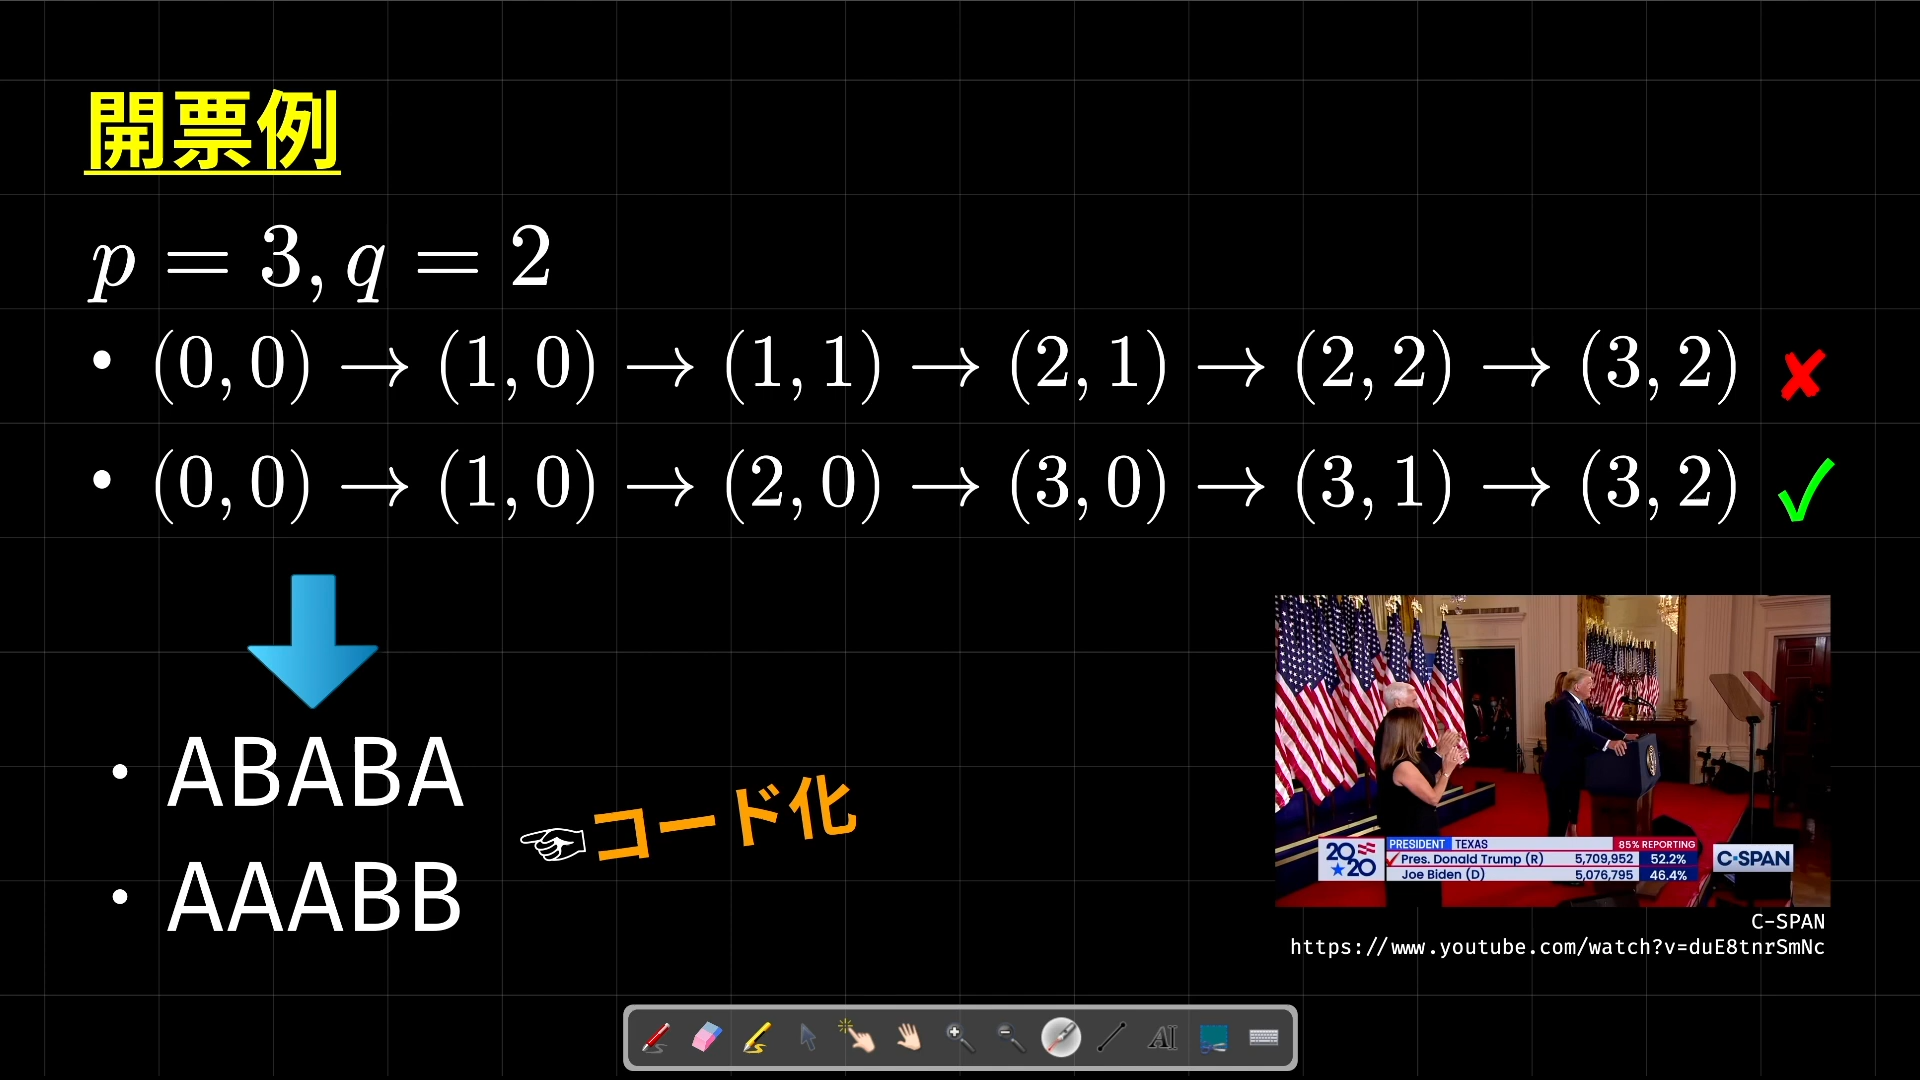 開票例
p = 3, q = 2
• (0, 0) → (1, 0) → (1, 1) → (2, 1) → (2, 2) → (3, 2) ✘
• (0, 0) → (1, 0) → (2, 0) → (3, 0) → (3, 1) → (3, 2) ✓
• ABABA
☜コード化
• AAABB
2020
PRESIDENT TEXAS 85% REPORTING
✓Pres. Donald Trump (R) 5,709,952 52.2%
Joe Biden (D) 5,076,795 46.4%
C-SPAN
C-SPAN
https://www.youtube.com/watch?v=duE8tnrSmNc
AI